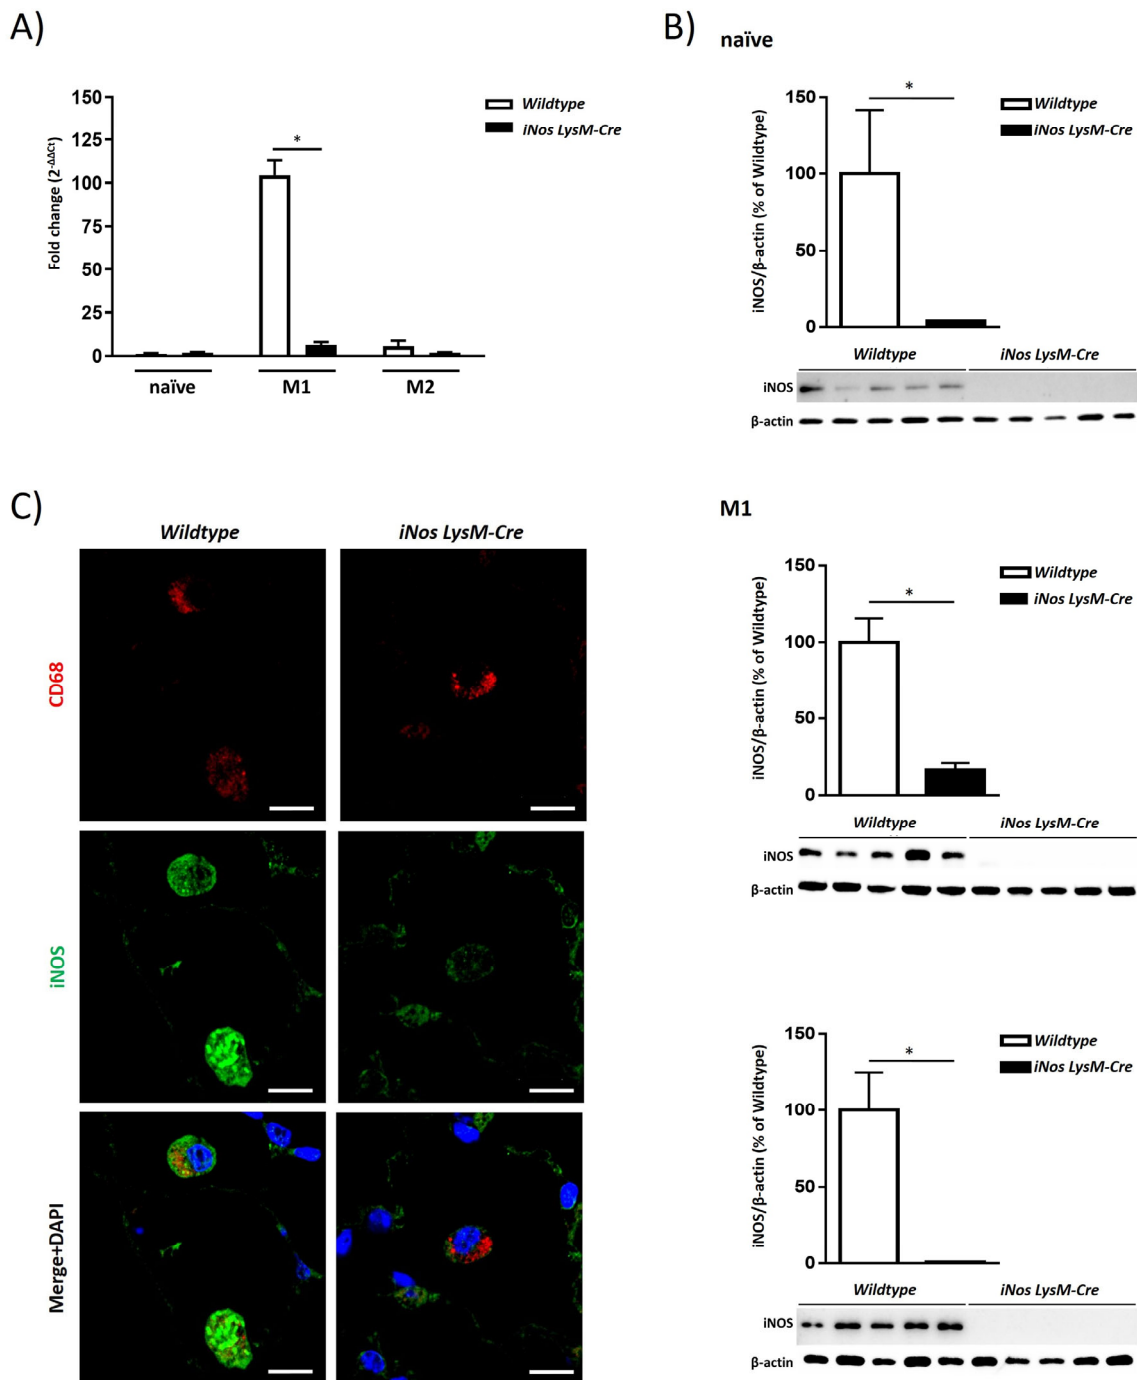 A)
150
125
100
75
50
25
0
Fold change (2-ΔΔCt)
Wildtype
iNos LysM-Cre
*
naïve
M1
M2
B)
naïve
150
100
50
0
iNOS/β-actin (% of Wildtype)
*
Wildtype
iNos LysM-Cre
Wildtype
iNos LysM-Cre
iNOS
β-actin
M1
150
100
50
0
iNOS/β-actin (% of Wildtype)
*
Wildtype
iNos LysM-Cre
Wildtype
iNos LysM-Cre
iNOS
β-actin
150
100
50
0
iNOS/β-actin (% of Wildtype)
*
Wildtype
iNos LysM-Cre
Wildtype
iNos LysM-Cre
iNOS
β-actin
C)
Wildtype
iNos LysM-Cre
CD68
iNOS
Merge+DAPI